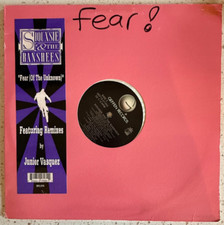 fear!
SIOUXSIE
& THE
BANSHEES
"Fear (Of The Unknown)"
Featuring Remixes
by
Junior Vasquez